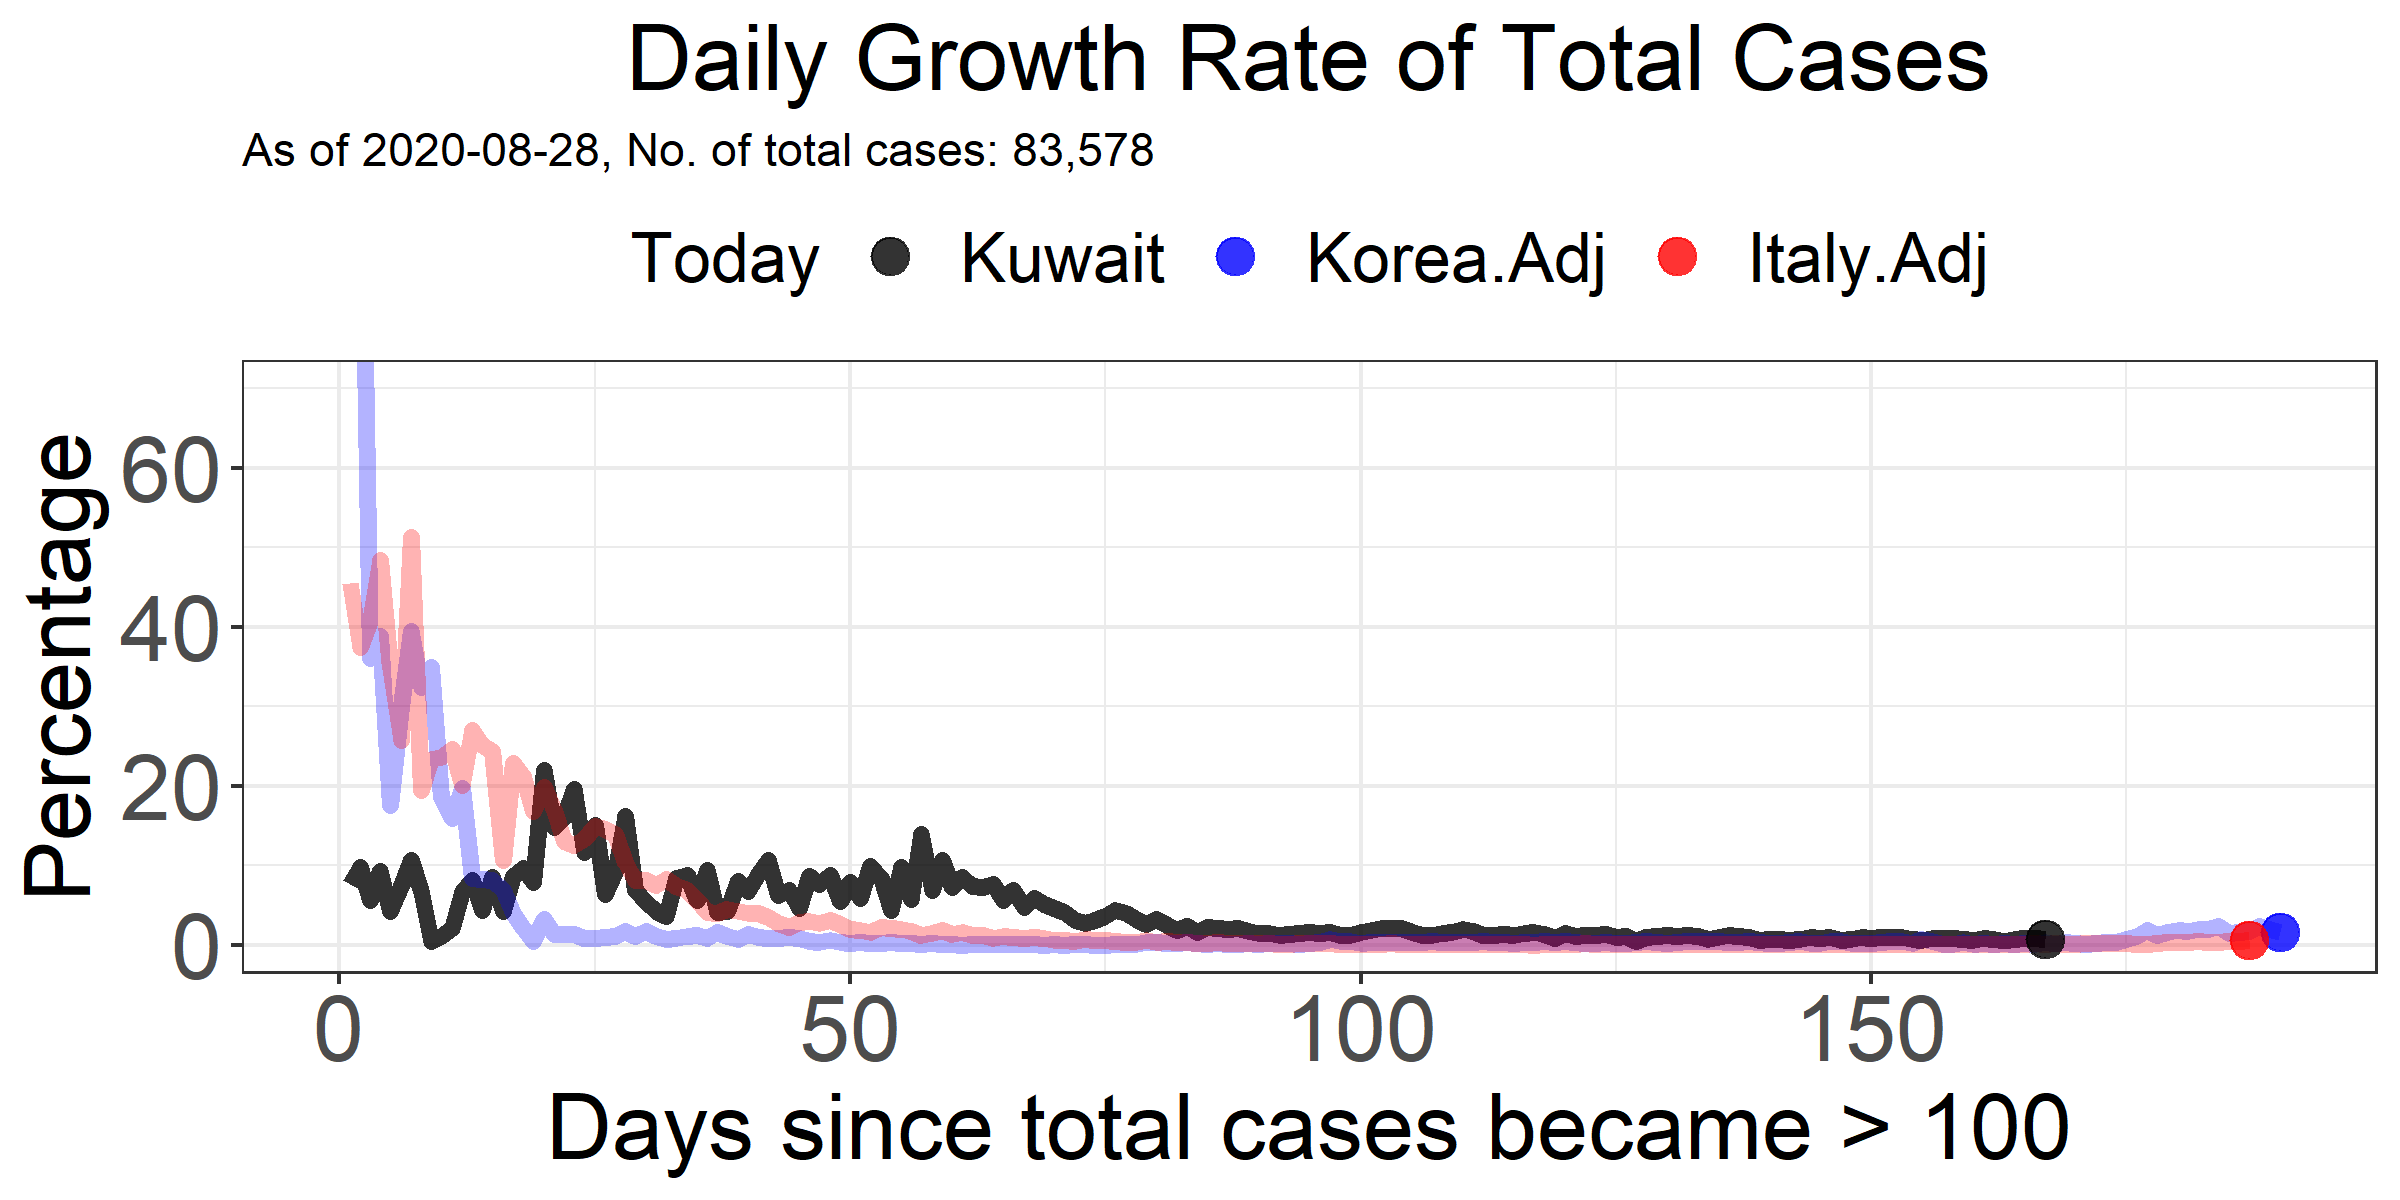 Daily Growth Rate of Total Cases
As of 2020-08-28, No. of total cases: 83,578
Today Kuwait Korea.Adj Italy.Adj
Percentage
60
40
20
0
0 50 100 150
Days since total cases became > 100